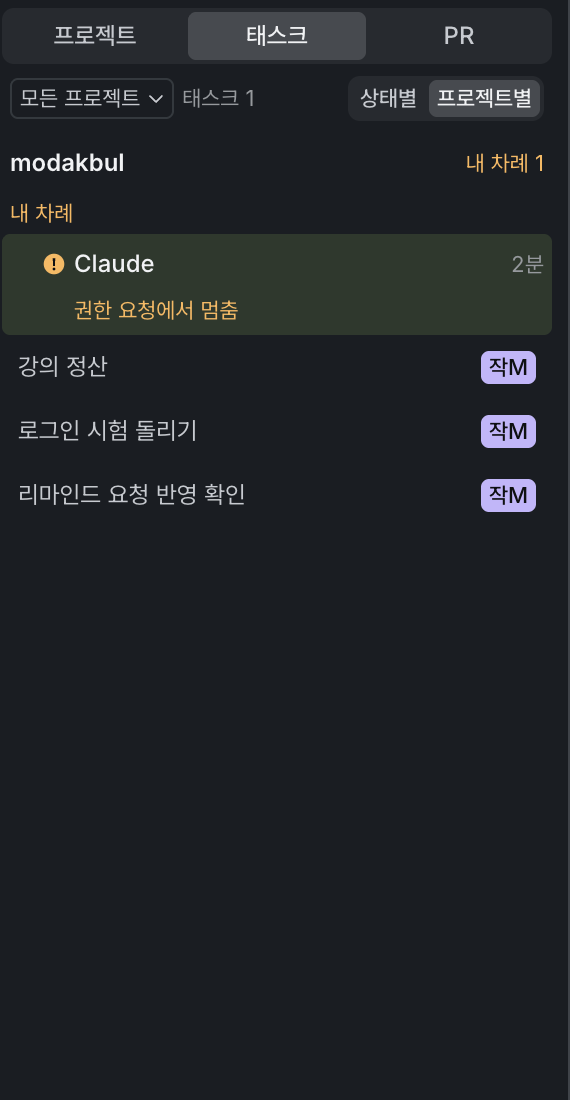 프로젝트 태스크 PR
모든 프로젝트 태스크 1 상태별 프로젝트별
modakbul 내 차례 1
내 차례
! Claude 2분
권한 요청에서 멈춤
강의 정산 작M
로그인 시험 돌리기 작M
리마인드 요청 반영 확인 작M